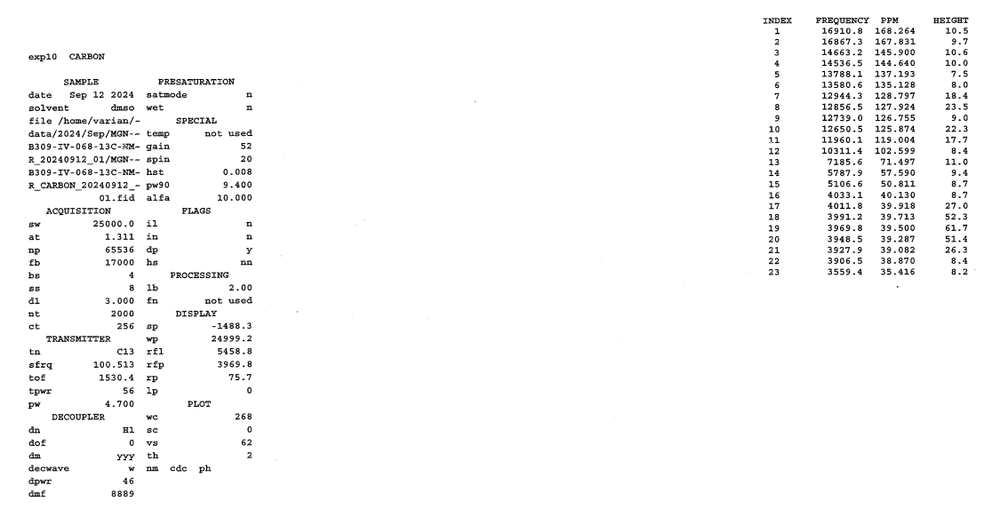 exp10 CARBON
SAMPLE PRESATURATION
date Sep 12 2024 satmode n
solvent dmso wet n
file /home/varian/~ SPECIAL
data/2024/Sep/MGN-~ temp not used
B309-IV-068-13C-NM~ gain 52
R_20240912_01/MGN-~ spin 20
B309-IV-068-13C-NM~ hst 0.008
R_CARBON_20240912_~ pw90 9.400
01.fid alfa 10.000
ACQUISITION FLAGS
sw 25000.0 il n
at 1.311 in n
np 65536 dp y
fb 17000 hs nn
bs 4 PROCESSING
ss 8 lb 2.00
d1 3.000 fn not used
nt 2000 DISPLAY
ct 256 sp -1488.3
TRANSMITTER wp 24999.2
tn C13 rfl 5458.8
sfrq 100.513 rfp 3969.8
tof 1530.4 rp 75.7
tpwr 56 lp 0
pw 4.700 PLOT
DECOUPLER wc 268
dn H1 sc 0
dof 0 vs 62
dm yyy th 2
decwave w nm cdc ph
dpwr 46
dmf 8889
INDEX FREQUENCY PPM HEIGHT
1 16910.8 168.264 10.5
2 16867.3 167.831 9.7
3 14663.2 145.900 10.6
4 14536.5 144.640 10.0
5 13788.1 137.193 7.5
6 13580.6 135.128 8.0
7 12944.3 128.797 18.4
8 12856.5 127.924 23.5
9 12739.0 126.755 9.0
10 12650.5 125.874 22.3
11 11960.1 119.004 17.7
12 10311.4 102.599 8.4
13 7185.6 71.497 11.0
14 5787.9 57.590 9.4
15 5106.6 50.811 8.7
16 4033.1 40.130 8.7
17 4011.8 39.918 27.0
18 3991.2 39.713 52.3
19 3969.8 39.500 61.7
20 3948.5 39.287 51.4
21 3927.9 39.082 26.3
22 3906.5 38.870 8.4
23 3559.4 35.416 8.2